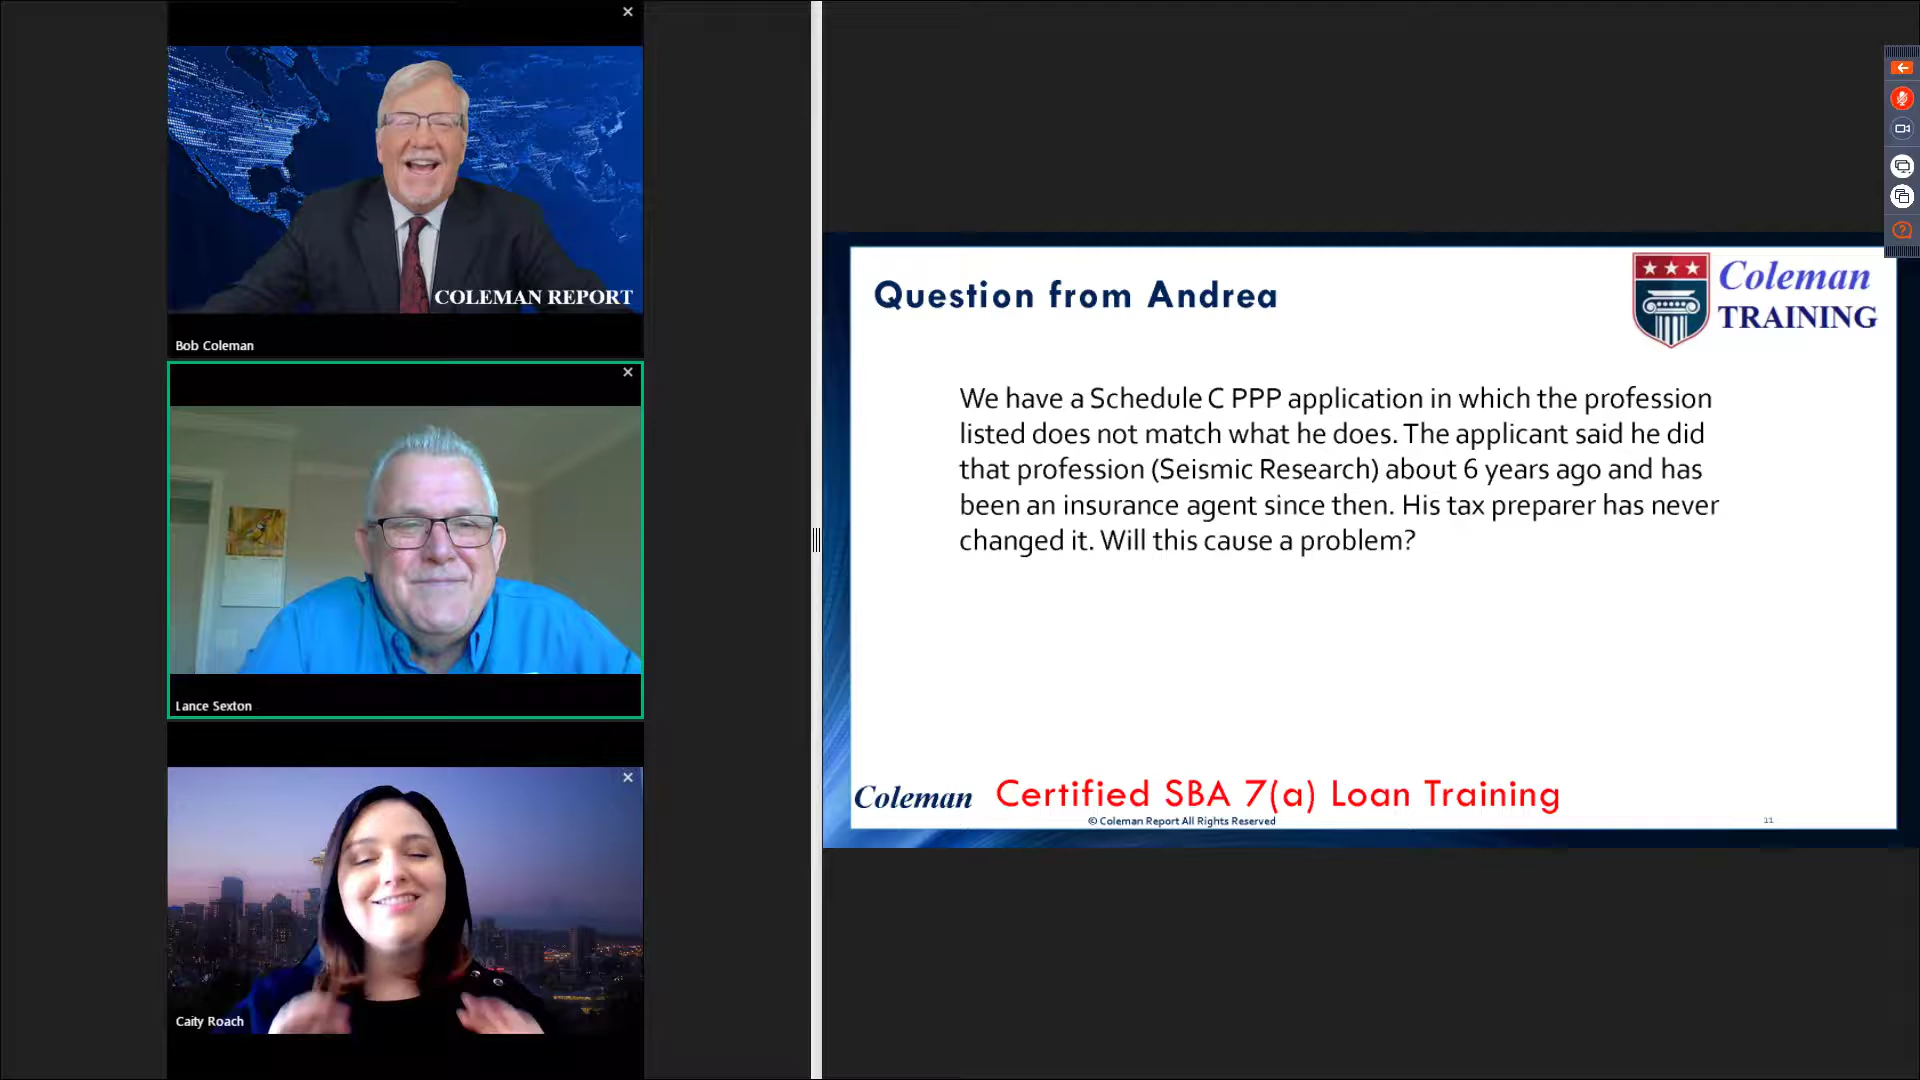 COLEMAN REPORT
Bob Coleman
Lance Sexton
Caity Roach
Question from Andrea
Coleman
TRAINING
We have a Schedule C PPP application in which the profession
listed does not match what he does. The applicant said he did
that profession (Seismic Research) about 6 years ago and has
been an insurance agent since then. His tax preparer has never
changed it. Will this cause a problem?
Coleman Certified SBA 7(a) Loan Training
© Coleman Report All Rights Reserved
11